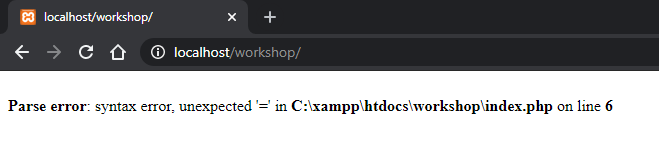 localhost/workshop/
localhost/workshop/
Parse error: syntax error, unexpected '=' in C:\xampp\htdocs\workshop\index.php on line 6